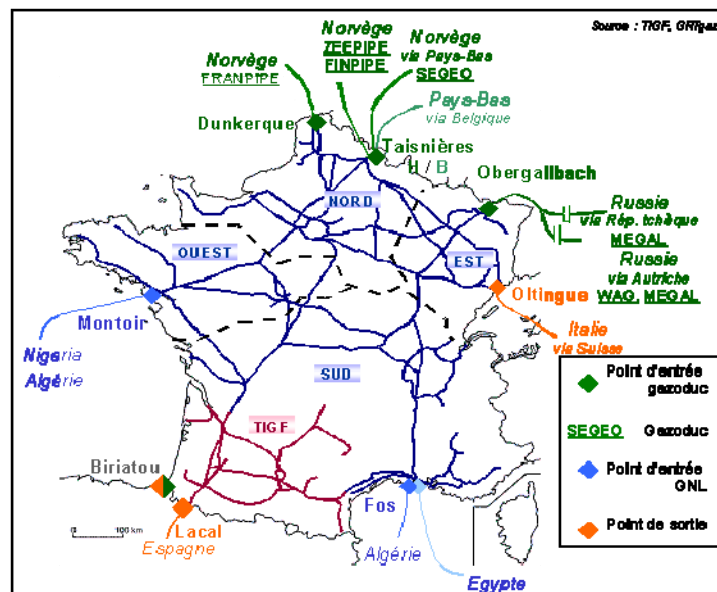 Source : TIGF, GRTgaz
Norvège
FRANPIPE
Norvège
ZEEPIPE
FINPIPE
Norvège
via Pays-Bas
SEGEO
Pays-Bas
via Belgique
Dunkerque
Taisnières
H / B
Obergallbach
NORD
Russie
via Rép. tchèque
MEGAL
Russie
via Autriche
WAG, MEGAL
OUEST
EST
Oltingue
Italie
via Suisse
Montoir
Nigeria
Algérie
SUD
TIGF
Biriatou
Lacal
Espagne
Fos
Algérie
Egypte
0 100 km
Point d'entrée
gazoduc
SEGEO Gazoduc
Point d'entrée
GNL
Point de sortie